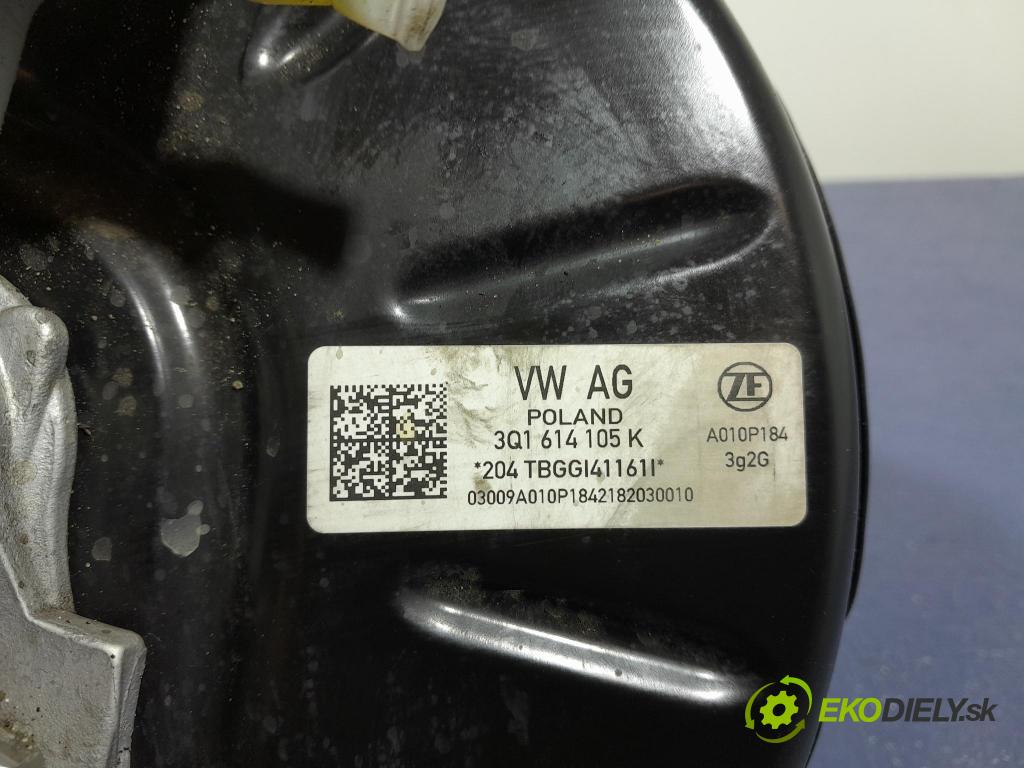 VW AG
POLAND
3Q1 614 105 K
*204 TBGGI41161I*
03009A010P1842182030010
ZF
A010P184
3g2G
EKODIELY.sk